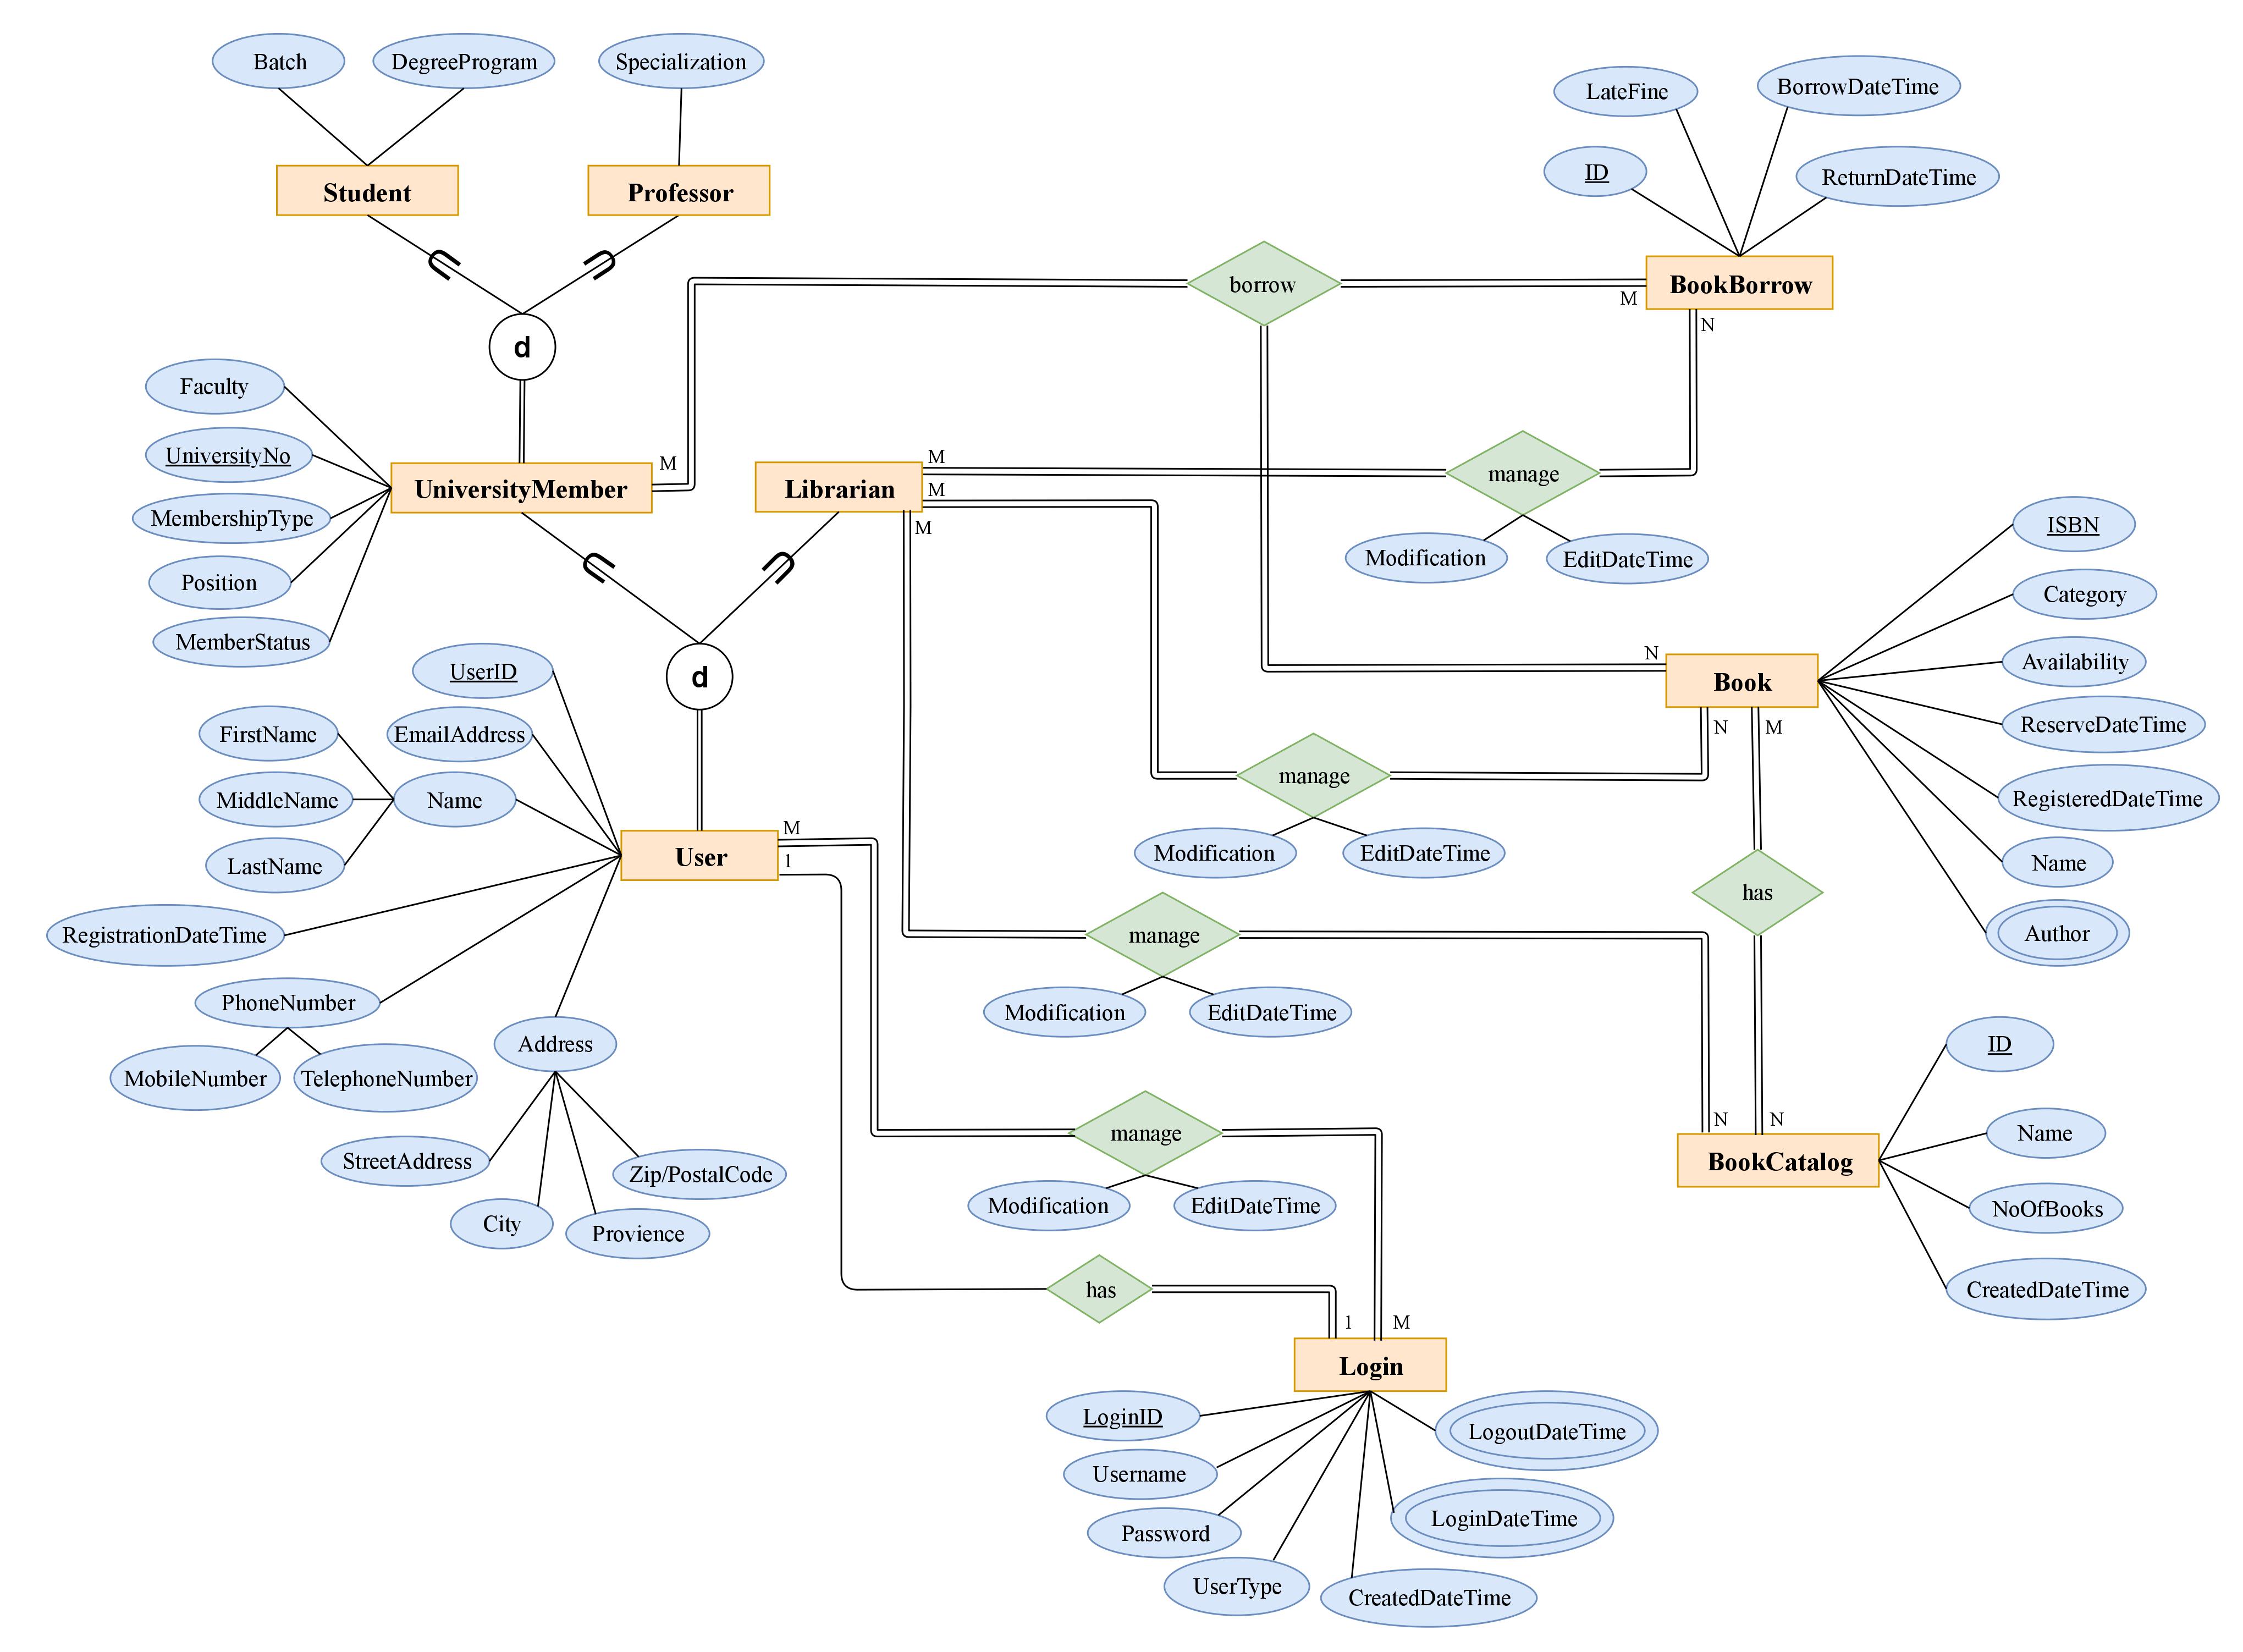 Batch
DegreeProgram
Specialization
LateFine
BorrowDateTime
ID
ReturnDateTime
Student
Professor
borrow
BookBorrow
M
N
d
Faculty
UniversityNo
MembershipType
Position
MemberStatus
UniversityMember
M
Librarian
M
M
M
manage
Modification
EditDateTime
ISBN
Category
Availability
ReserveDateTime
RegisteredDateTime
Name
Author
N
Book
N
M
d
UserID
EmailAddress
FirstName
MiddleName
Name
LastName
manage
Modification
EditDateTime
User
M
1
has
RegistrationDateTime
manage
Modification
EditDateTime
PhoneNumber
MobileNumber
TelephoneNumber
Address
StreetAddress
City
Provience
Zip/PostalCode
manage
Modification
EditDateTime
N
N
BookCatalog
ID
Name
NoOfBooks
CreatedDateTime
has
1
M
Login
LoginID
Username
Password
UserType
CreatedDateTime
LoginDateTime
LogoutDateTime